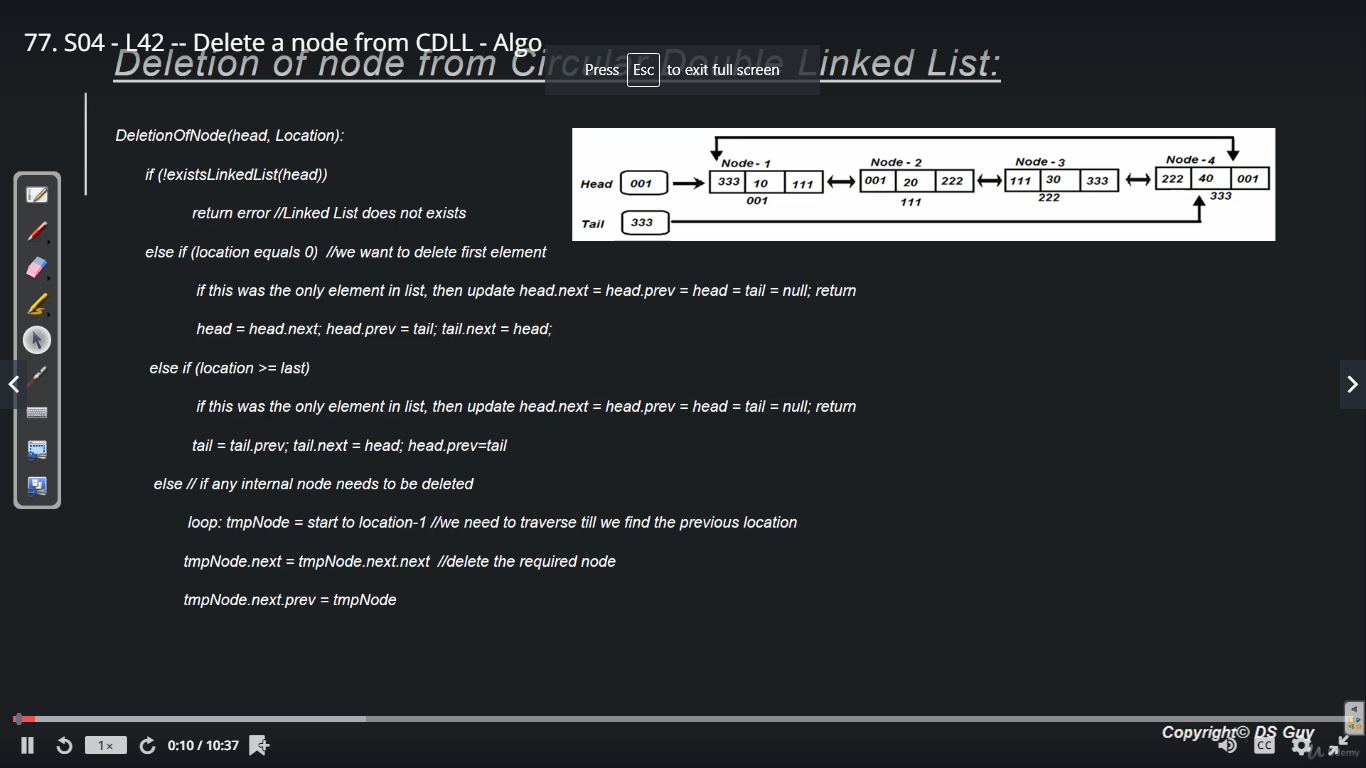 77. S04 - L42 -- Delete a node from CDLL - Algo
Deletion of node from Circular Double Linked List:
Press Esc to exit full screen
DeletionOfNode(head, Location):
if (!existsLinkedList(head))
return error //Linked List does not exists
else if (location equals 0) //we want to delete first element
if this was the only element in list, then update head.next = head.prev = head = tail = null; return
head = head.next; head.prev = tail; tail.next = head;
else if (location >= last)
if this was the only element in list, then update head.next = head.prev = head = tail = null; return
tail = tail.prev; tail.next = head; head.prev=tail
else // if any internal node needs to be deleted
loop: tmpNode = start to location-1 //we need to traverse till we find the previous location
tmpNode.next = tmpNode.next.next //delete the required node
tmpNode.next.prev = tmpNode
Node - 1 Node - 2 Node - 3 Node - 4
Head 001 333 10 111 001 20 222 111 30 333 222 40 001
001 111 222 333
Tail 333
Copyright© DS Guy
1x 0:10 / 10:37 CC
udemy